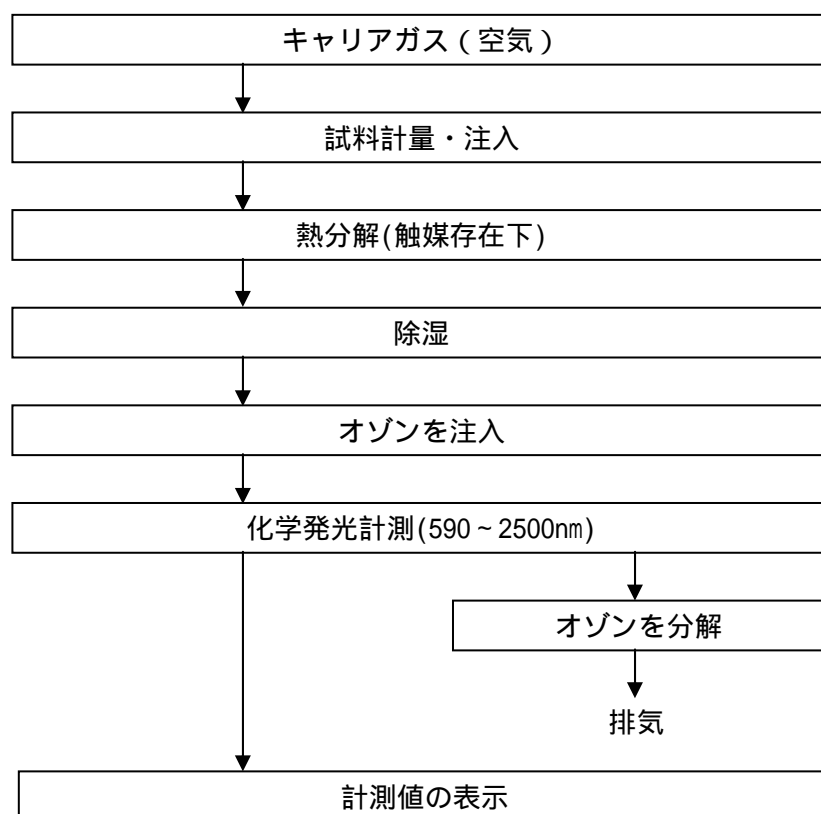 キャリアガス(空気)
試料計量・注入
熱分解(触媒存在下)
除湿
オゾンを注入
化学発光計測(590~2500㎚)
オゾンを分解
排気
計測値の表示